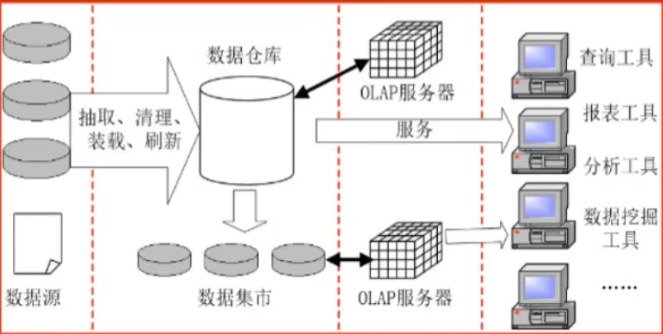 数据仓库
OLAP服务器
查询工具
抽取、清理、
装载、刷新
服务
报表工具
分析工具
数据挖掘
工具
数据源
数据集市
OLAP服务器
……